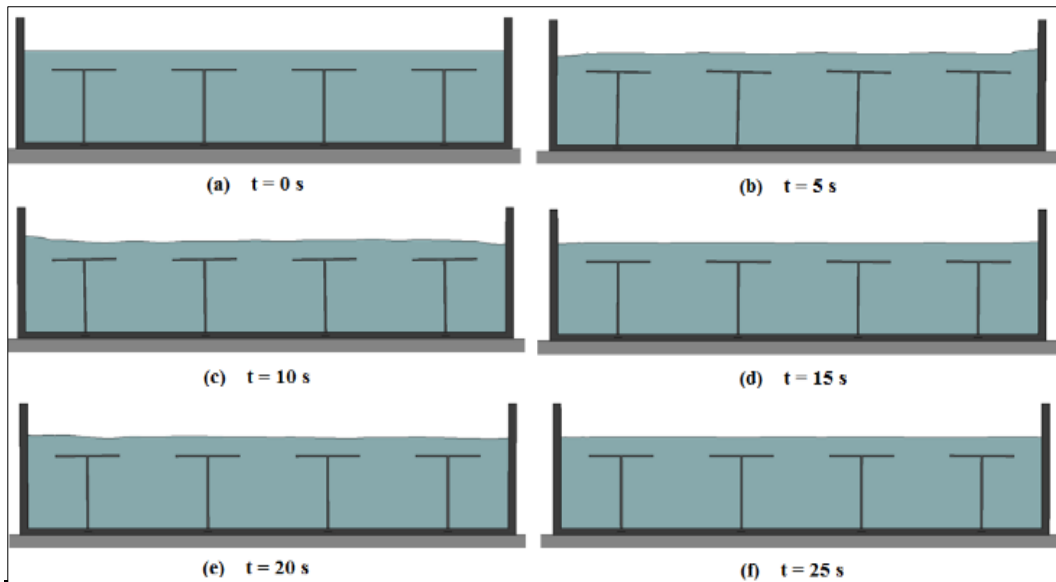 (a) t = 0 s
(b) t = 5 s
(c) t = 10 s
(d) t = 15 s
(e) t = 20 s
(f) t = 25 s